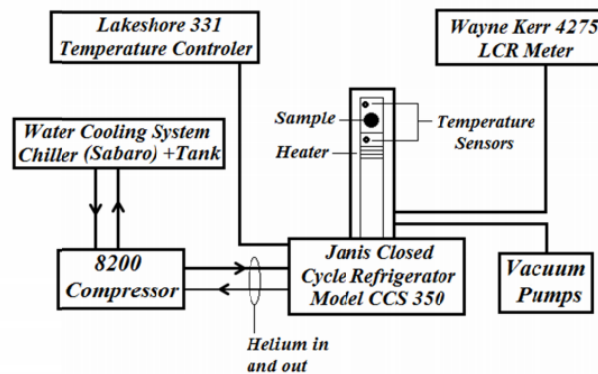 Lakeshore 331
Temperature Controler
Wayne Kerr 4275
LCR Meter
Sample
Heater
Temperature
Sensors
Water Cooling System
Chiller (Sabaro) +Tank
8200
Compressor
Janis Closed
Cycle Refrigerator
Model CCS 350
Vacuum
Pumps
Helium in
and out